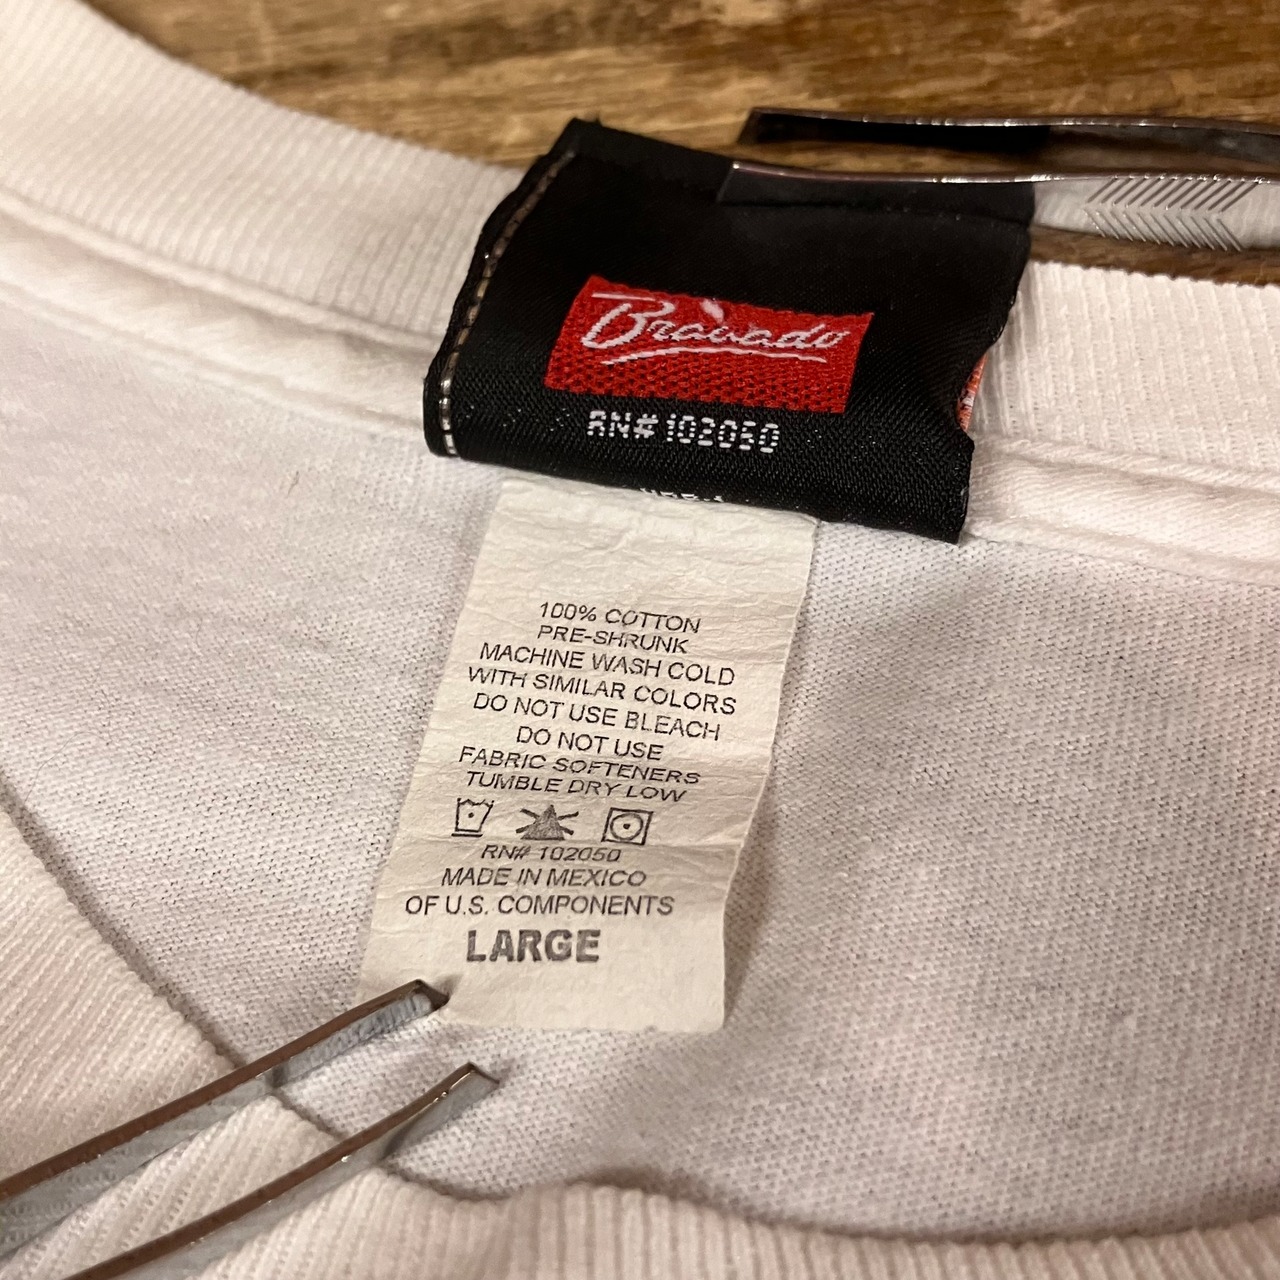 Bravado
RN# 102050
100% COTTON
PRE-SHRUNK
MACHINE WASH COLD
WITH SIMILAR COLORS
DO NOT USE BLEACH
DO NOT USE
FABRIC SOFTENERS
TUMBLE DRY LOW
RN# 102050
MADE IN MEXICO
OF U.S. COMPONENTS
LARGE